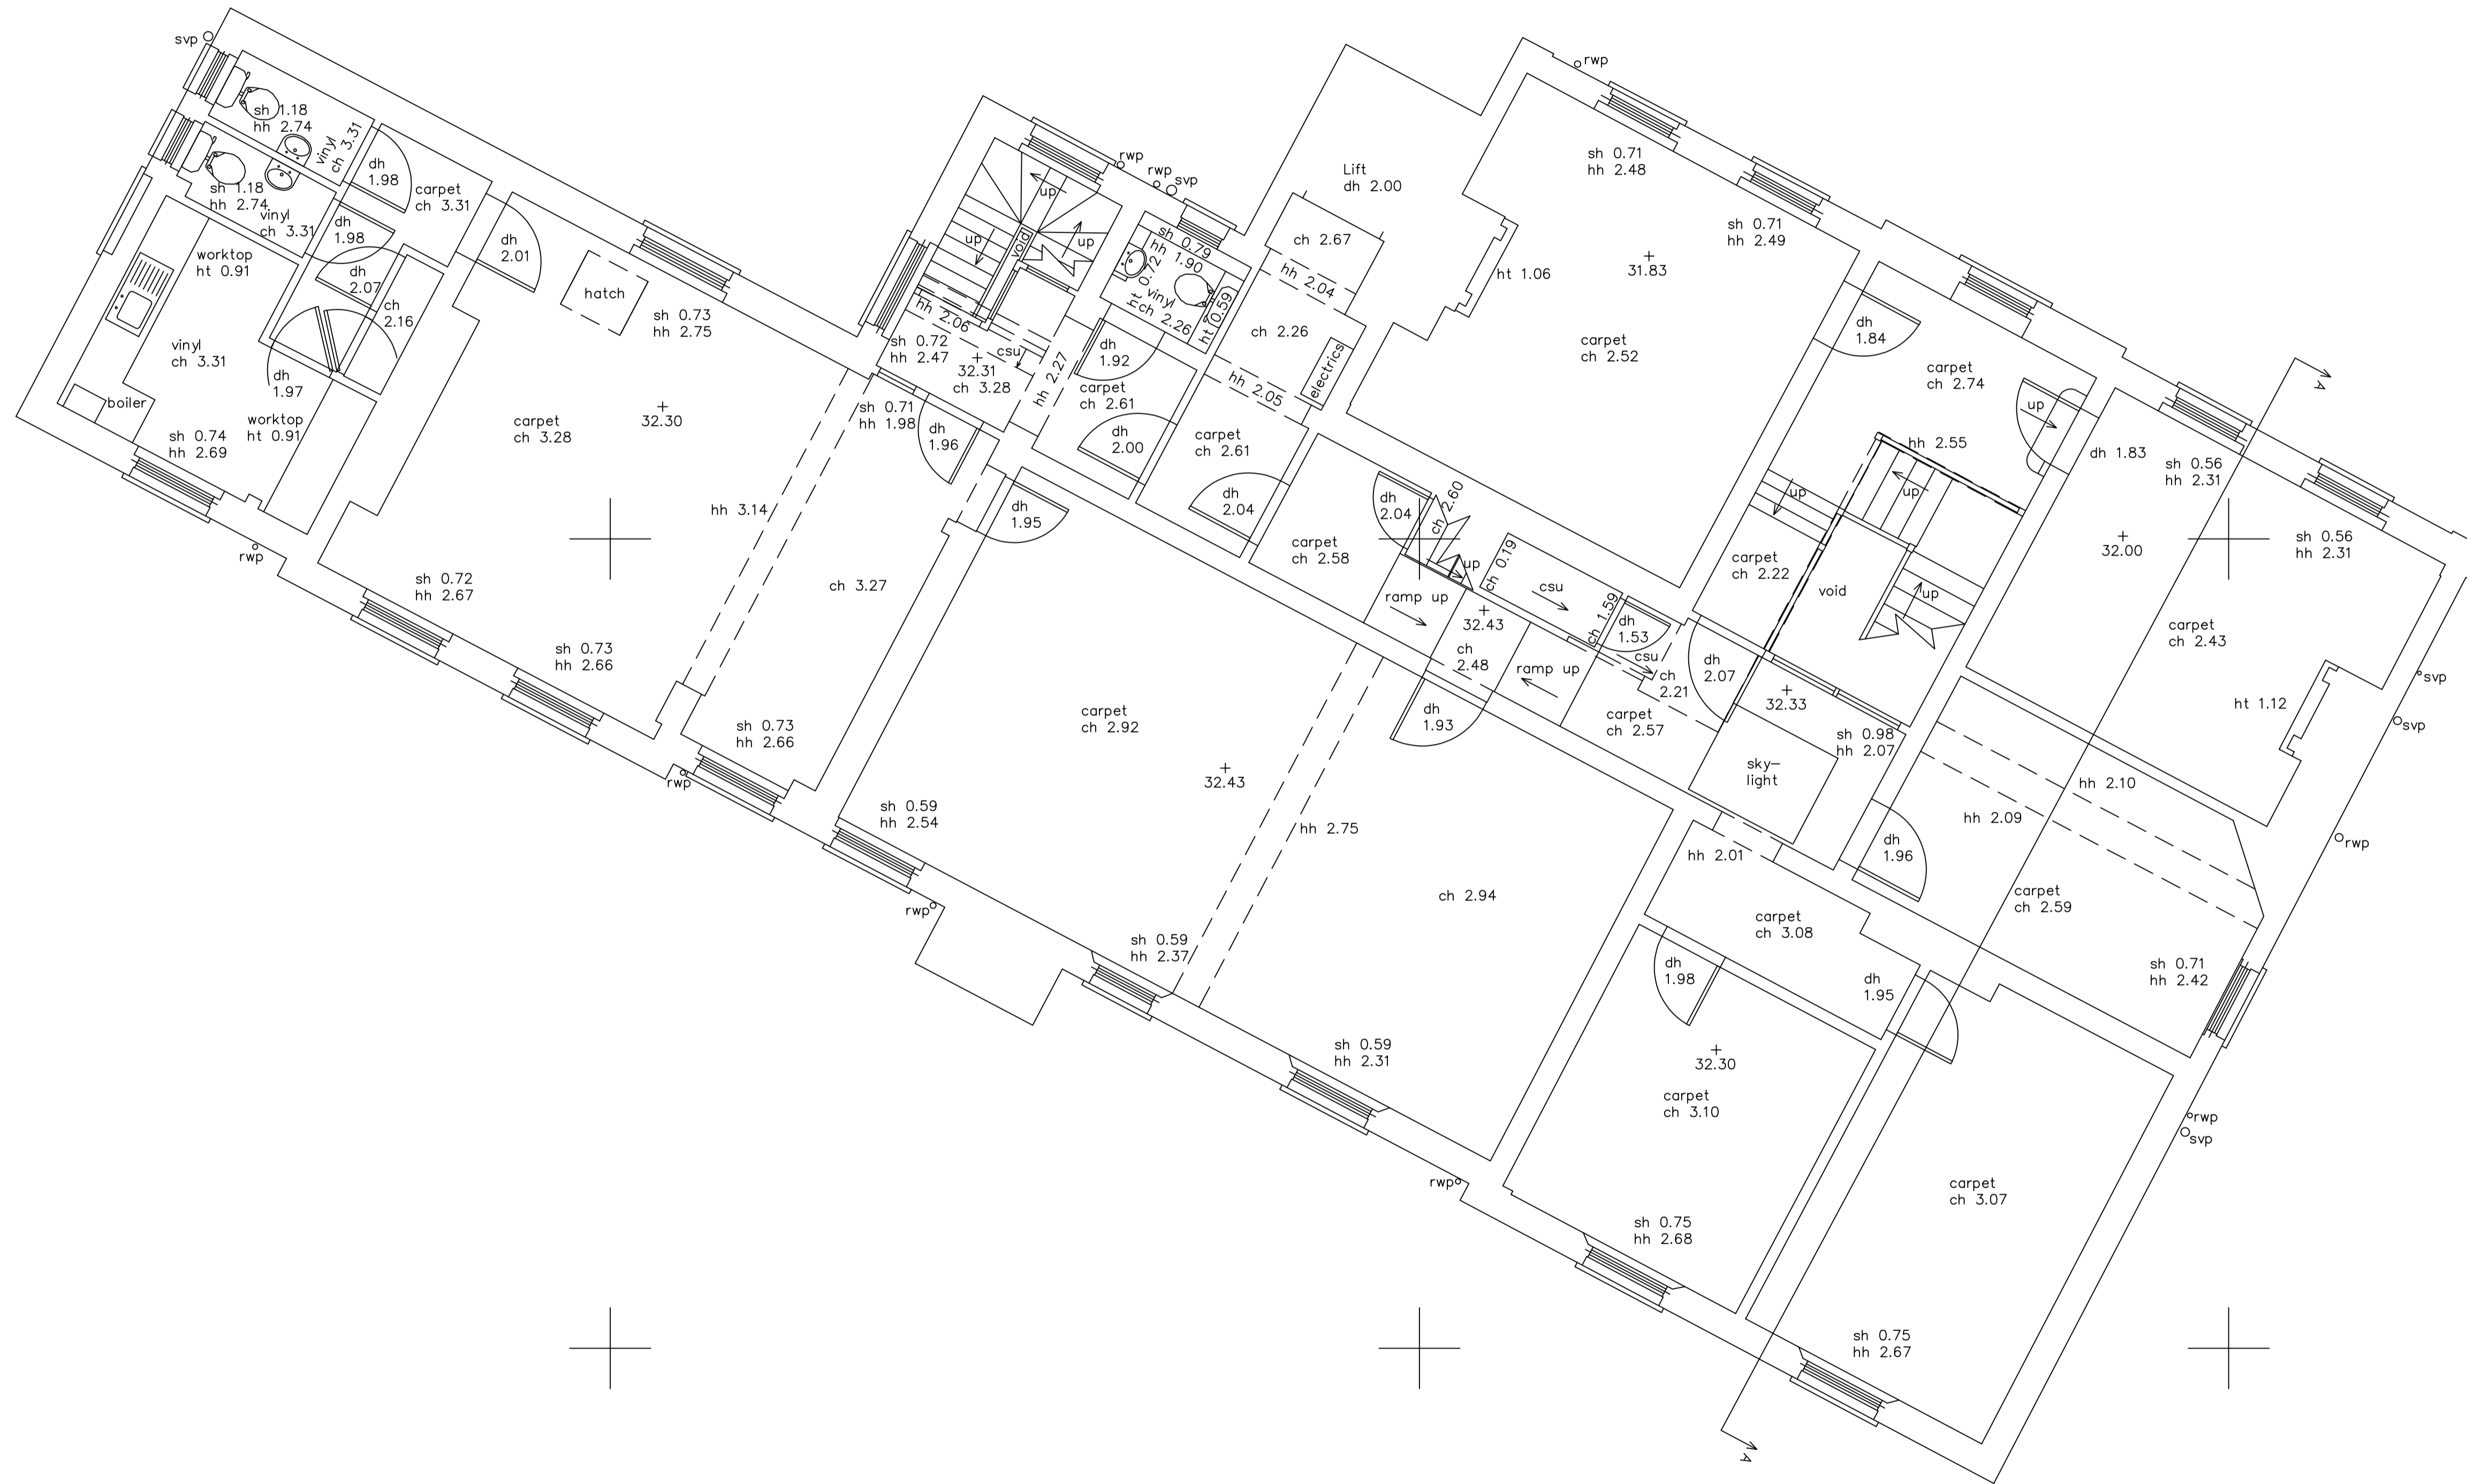 svp
sh 1.18
hh 2.74
vinyl
ch 3.31
sh 1.18
hh 2.74
vinyl
ch 3.31
dh
1.98
carpet
ch 3.31
dh
1.98
dh
2.07
ch
2.16
dh
2.01
worktop
ht 0.91
vinyl
ch 3.31
dh
1.97
boiler
worktop
ht 0.91
sh 0.74
hh 2.69
rwp
hatch
sh 0.73
hh 2.75
carpet
ch 3.28
32.30
sh 0.72
hh 2.67
sh 0.73
hh 2.66
hh 3.14
ch 3.27
sh 0.73
hh 2.66
rwp
up
up
up
void
hh 2.06
sh 0.72
hh 2.47
csu
32.31
ch 3.28
hh 2.27
sh 0.71
hh 1.98
dh
1.96
rwp
rwp
svp
sh 0.79
hh 1.90
ht 0.72
vinyl
ch 2.26
ht 0.59
dh
1.92
carpet
ch 2.61
dh
2.00
Lift
dh 2.00
ch 2.67
hh 2.04
ch 2.26
hh 2.05
electrics
carpet
ch 2.61
dh
2.04
dh
1.95
rwp
sh 0.71
hh 2.48
sh 0.71
hh 2.49
31.83
ht 1.06
carpet
ch 2.52
dh
1.84
carpet
ch 2.74
up
hh 2.55
dh 1.83
sh 0.56
hh 2.31
A
sh 0.56
hh 2.31
32.00
carpet
ch 2.43
ht 1.12
svp
svp
rwp
up
up
carpet
ch 2.22
void
up
carpet
ch 2.58
dh
2.04
ch 2.60
up
ch 0.19
csu
ch 1.59
ramp up
32.43
ch
2.48
ramp up
dh
1.53
csu
ch
2.21
dh
2.07
32.33
carpet
ch 2.57
dh
1.93
sky–
light
sh 0.98
hh 2.07
hh 2.10
hh 2.09
dh
1.96
carpet
ch 2.59
sh 0.71
hh 2.42
carpet
ch 2.92
32.43
hh 2.75
ch 2.94
sh 0.59
hh 2.54
rwp
sh 0.59
hh 2.37
sh 0.59
hh 2.31
rwp
hh 2.01
carpet
ch 3.08
dh
1.98
dh
1.95
32.30
carpet
ch 3.10
sh 0.75
hh 2.68
rwp
svp
carpet
ch 3.07
sh 0.75
hh 2.67
A